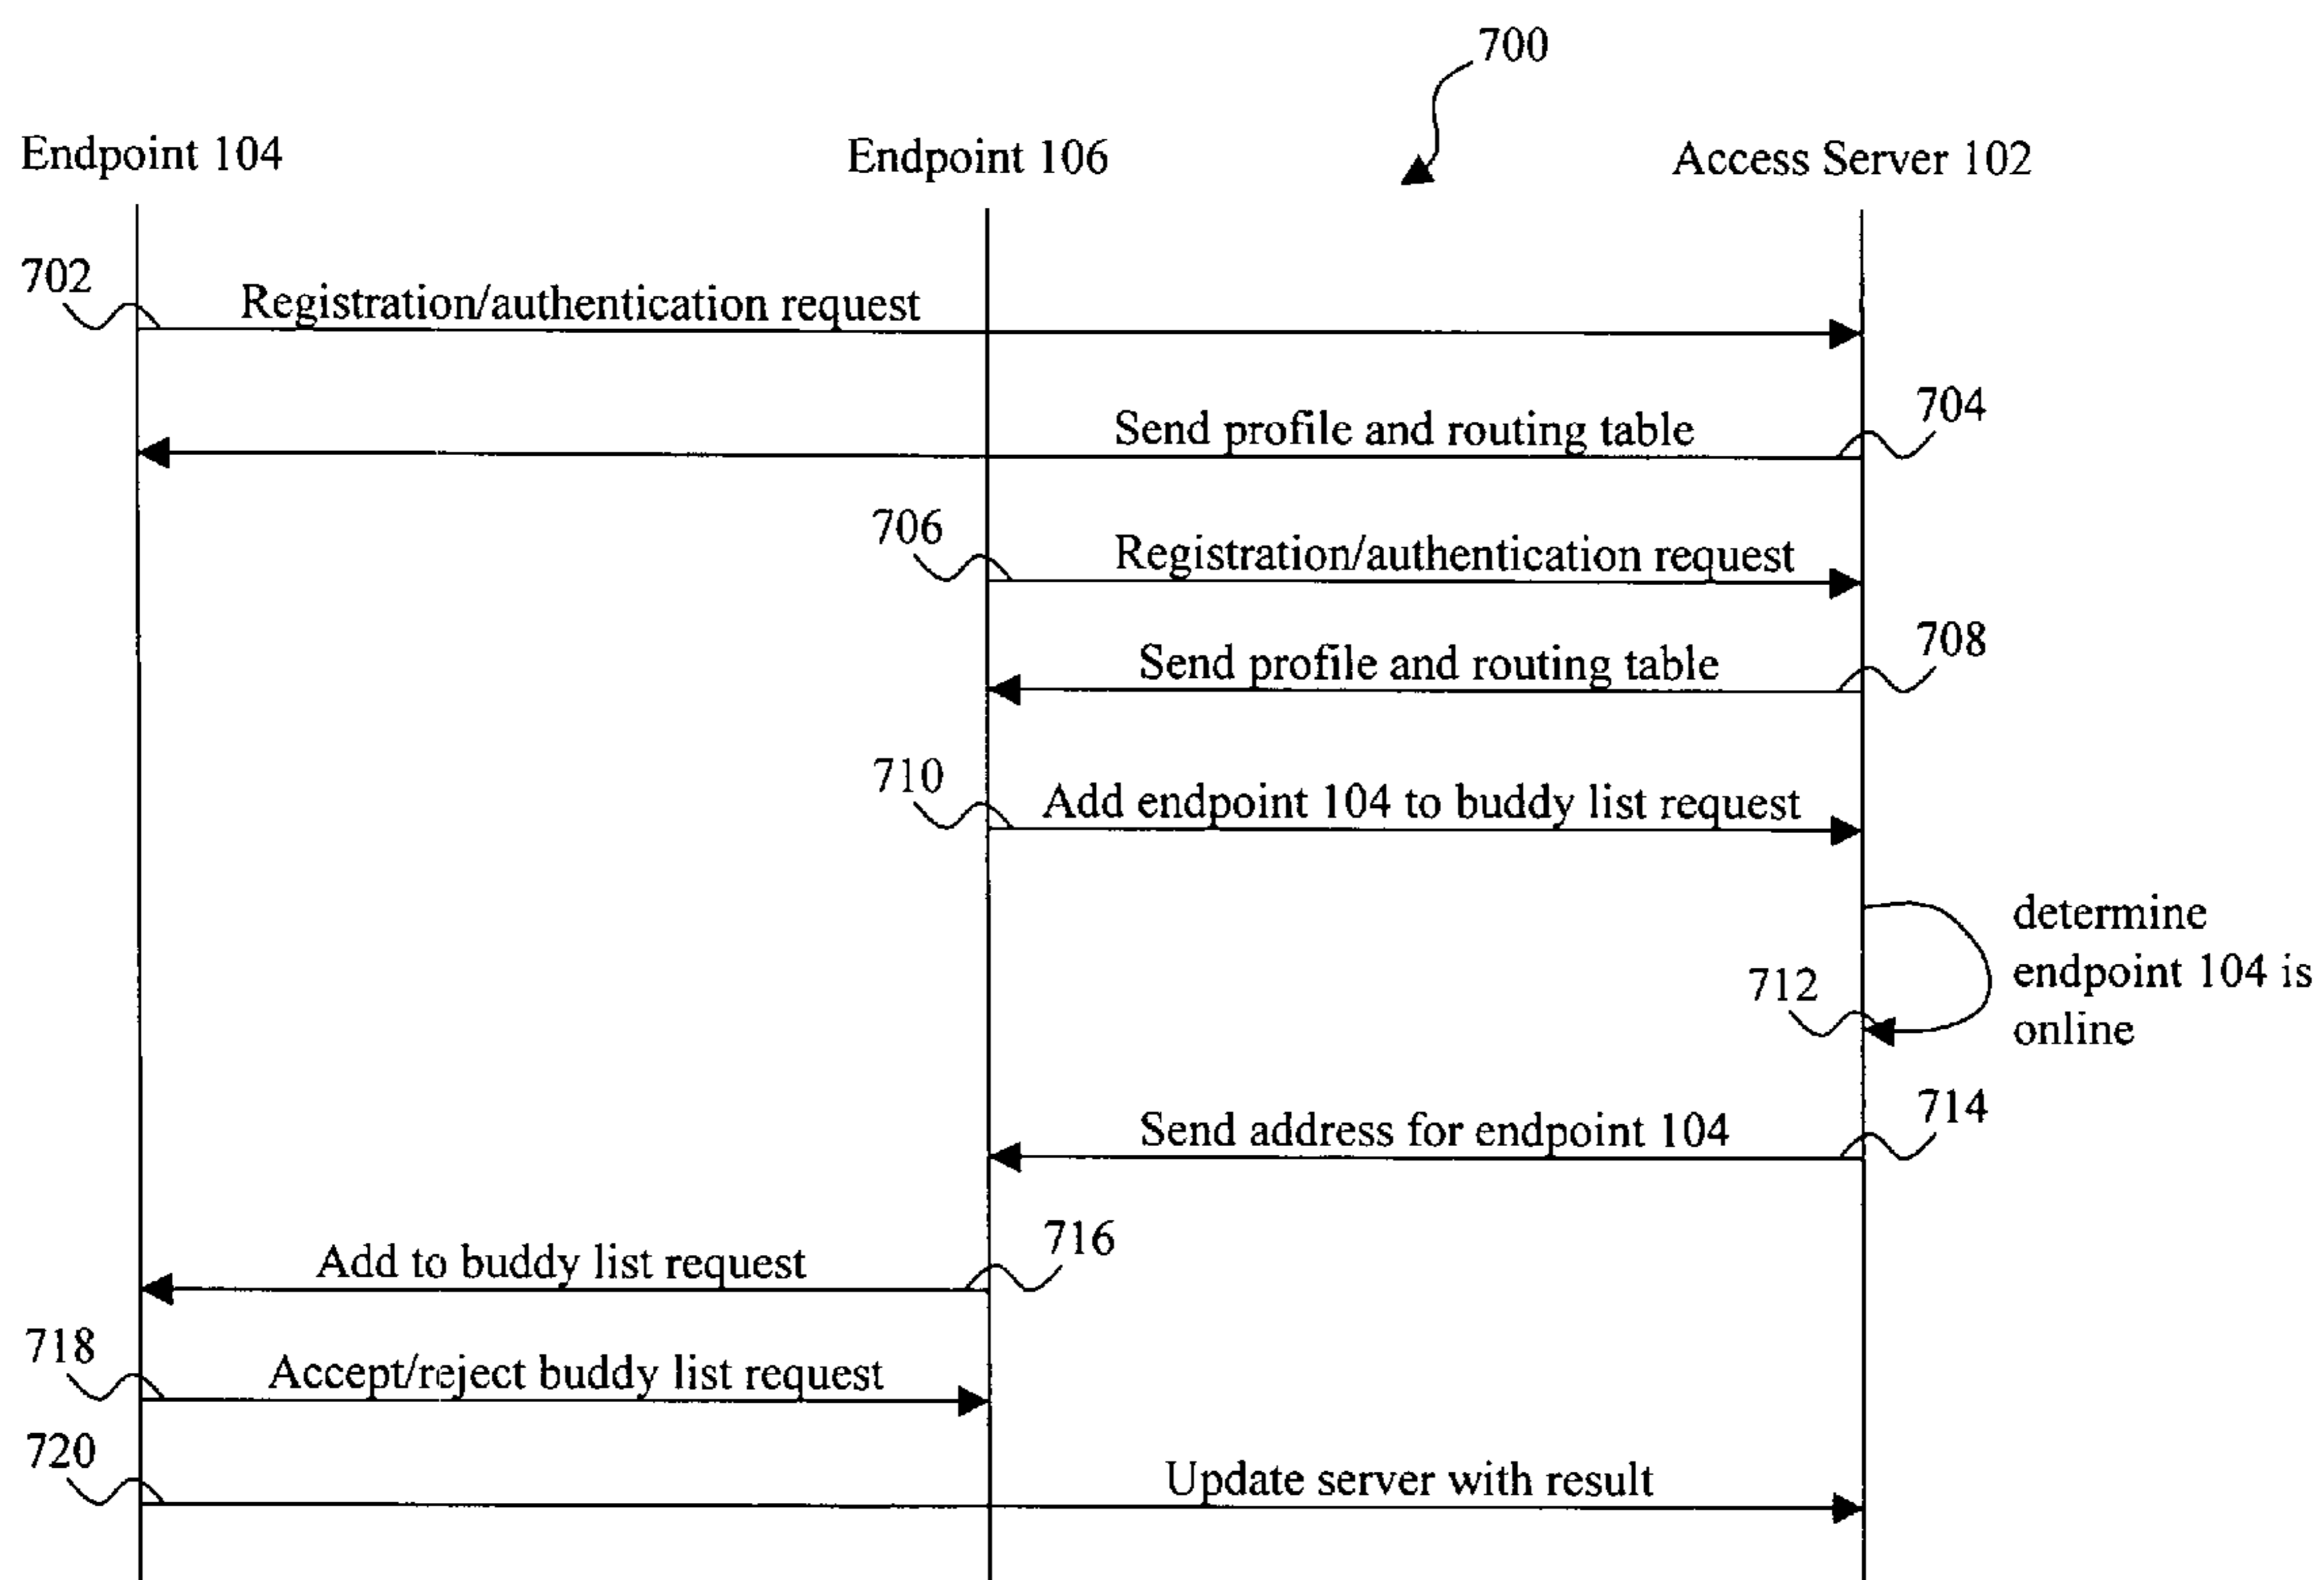 700
Endpoint 104
Endpoint 106
Access Server 102
702
Registration/authentication request
704
Send profile and routing table
706
Registration/authentication request
708
Send profile and routing table
710
Add endpoint 104 to buddy list request
determine
endpoint 104 is
online
712
714
Send address for endpoint 104
716
Add to buddy list request
718
Accept/reject buddy list request
720
Update server with result